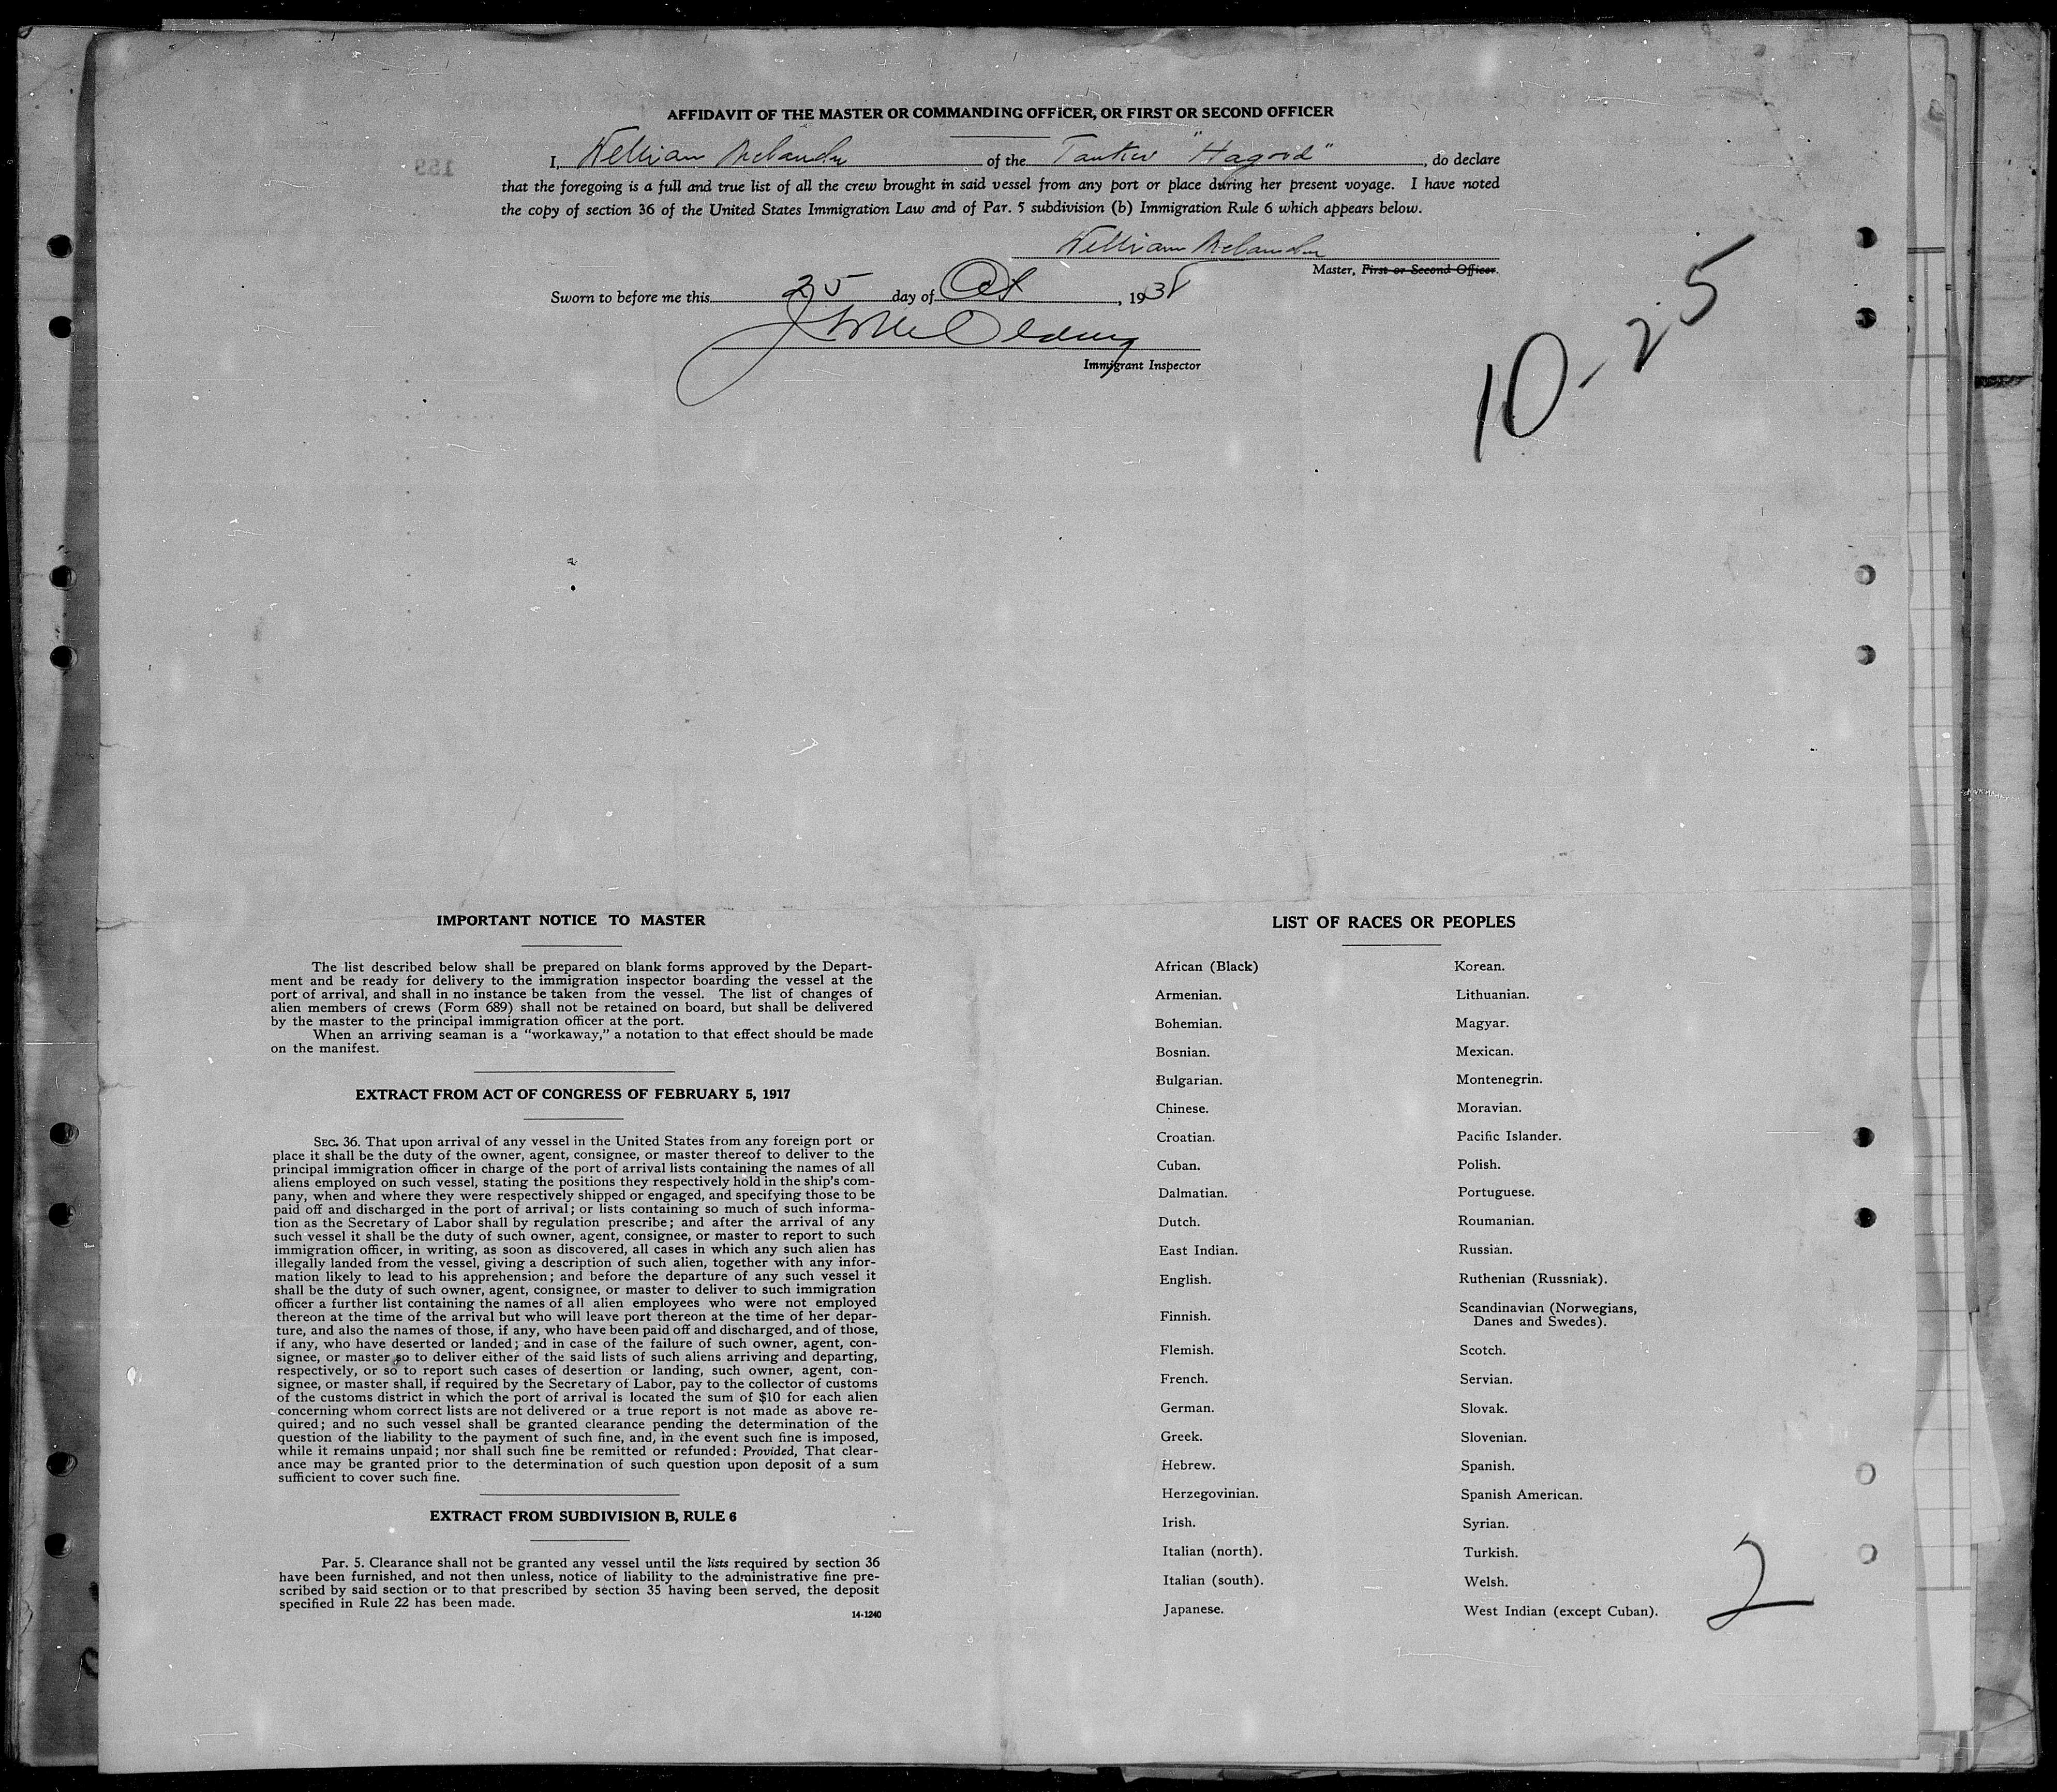 AFFIDAVIT OF THE MASTER OR COMMANDING OFFICER, OR FIRST OR SECOND OFFICER
I, William of the Tanker "Hagood", do declare
that the foregoing is a full and true list of all the crew brought in said vessel from any port or place during her present voyage. I have noted
the copy of section 36 of the United States Immigration Law and of Par. 5 subdivision (b) Immigration Rule 6 which appears below.
William
Master, First or Second Officer.
Sworn to before me this 25 day of Oct, 1938
Immigrant Inspector
10-25
IMPORTANT NOTICE TO MASTER
The list described below shall be prepared on blank forms approved by the Depart-
ment and be ready for delivery to the immigration inspector boarding the vessel at the
port of arrival, and shall in no instance be taken from the vessel. The list of changes of
alien members of crews (Form 689) shall not be retained on board, but shall be delivered
by the master to the principal immigration officer at the port.
When an arriving seaman is a "workaway," a notation to that effect should be made
on the manifest.
EXTRACT FROM ACT OF CONGRESS OF FEBRUARY 5, 1917
SEC. 36. That upon arrival of any vessel in the United States from any foreign port or
place it shall be the duty of the owner, agent, consignee, or master thereof to deliver to the
principal immigration officer in charge of the port of arrival lists containing the names of all
aliens employed on such vessel, stating the positions they respectively hold in the ship's com-
pany, when and where they were respectively shipped or engaged, and specifying those to be
paid off and discharged in the port of arrival; or lists containing so much of such informa-
tion as the Secretary of Labor shall by regulation prescribe; and after the arrival of any
such vessel it shall be the duty of such owner, agent, consignee, or master to report to such
immigration officer, in writing, as soon as discovered, all cases in which any such alien has
illegally landed from the vessel, giving a description of such alien, together with any infor-
mation likely to lead to his apprehension; and before the departure of any such vessel it
shall be the duty of such owner, agent, consignee, or master to deliver to such immigration
officer a further list containing the names of all alien employees who were not employed
thereon at the time of the arrival but who will leave port thereon at the time of her depar-
ture, and also the names of those, if any, who have been paid off and discharged, and of those,
if any, who have deserted or landed; and in case of the failure of such owner, agent, con-
signee, or master so to deliver either of the said lists of such aliens arriving and departing,
respectively, or so to report such cases of desertion or landing, such owner, agent, con-
signee, or master shall, if required by the Secretary of Labor, pay to the collector of customs
of the customs district in which the port of arrival is located the sum of $10 for each alien
concerning whom correct lists are not delivered or a true report is not made as above re-
quired; and no such vessel shall be granted clearance pending the determination of the
question of the liability to the payment of such fine, and, in the event such fine is imposed,
while it remains unpaid; nor shall such fine be remitted or refunded: Provided, That clear-
ance may be granted prior to the determination of such question upon deposit of a sum
sufficient to cover such fine.
EXTRACT FROM SUBDIVISION B, RULE 6
Par. 5. Clearance shall not be granted any vessel until the lists required by section 36
have been furnished, and not then unless, notice of liability to the administrative fine pre-
scribed by said section or to that prescribed by section 35 having been served, the deposit
specified in Rule 22 has been made.
14-1240
LIST OF RACES OR PEOPLES
African (Black)
Armenian.
Bohemian.
Bosnian.
Bulgarian.
Chinese.
Croatian.
Cuban.
Dalmatian.
Dutch.
East Indian.
English.
Finnish.
Flemish.
French.
German.
Greek.
Hebrew.
Herzegovinian.
Irish.
Italian (north).
Italian (south).
Japanese.
Korean.
Lithuanian.
Magyar.
Mexican.
Montenegrin.
Moravian.
Pacific Islander.
Polish.
Portuguese.
Roumanian.
Russian.
Ruthenian (Russniak).
Scandinavian (Norwegians,
Danes and Swedes).
Scotch.
Servian.
Slovak.
Slovenian.
Spanish.
Spanish American.
Syrian.
Turkish.
Welsh.
West Indian (except Cuban).
2